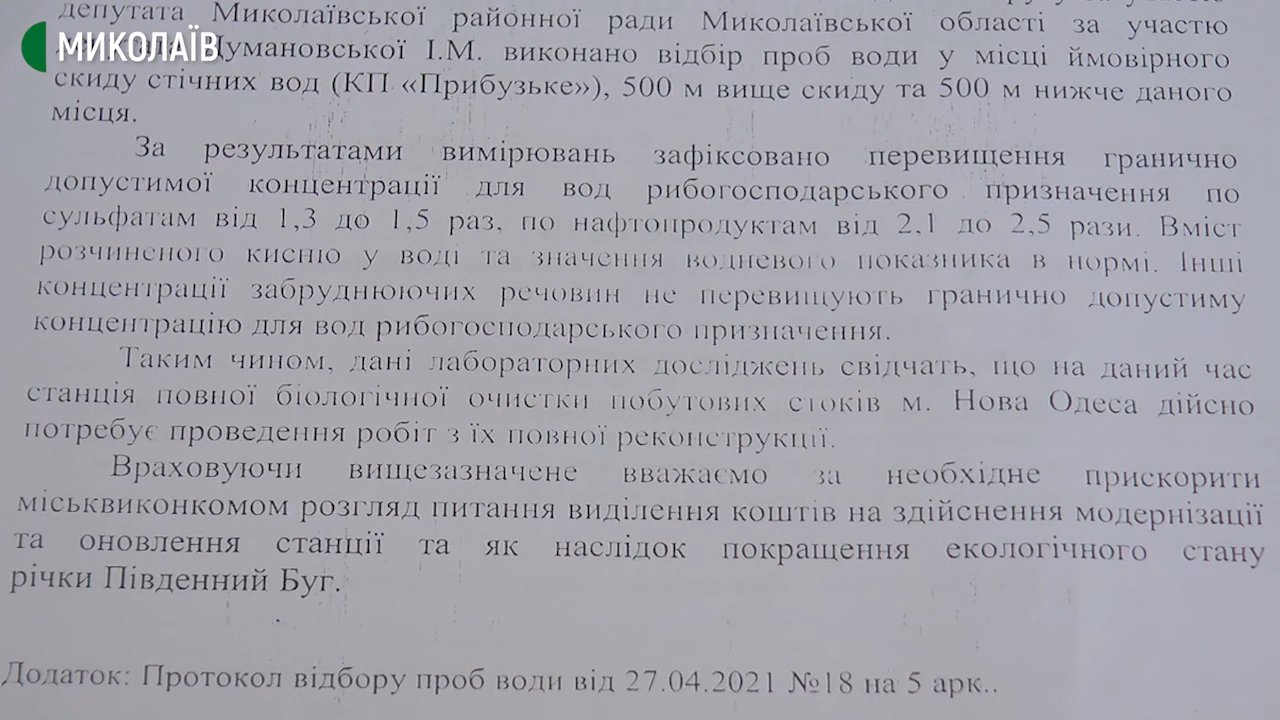 МИКОЛАЇВ
депутата Миколаївської районної ради Миколаївської області за участю
Думановської І.М. виконано відбір проб води у місці ймовірного
скиду стічних вод (КП «Прибузьке»), 500 м вище скиду та 500 м нижче даного
місця.
За результатами вимірювань зафіксовано перевищення гранично
допустимої концентрації для вод рибогосподарського призначення по
сульфатам від 1,3 до 1,5 раз, по нафтопродуктам від 2,1 до 2,5 рази. Вміст
розчиненого кисню у воді та значення водневого показника в нормі. Інші
концентрації забруднюючих речовин не перевищують гранично допустиму
концентрацію для вод рибогосподарського призначення.
Таким чином, дані лабораторних досліджень свідчать, що на даний час
станція повної біологічної очистки побутових стоків м. Нова Одеса дійсно
потребує проведення робіт з їх повної реконструкції.
Враховуючи вищезазначене вважаємо за необхідне прискорити
міськвиконкомом розгляд питання виділення коштів на здійснення модернізації
та оновлення станції та як наслідок покращення екологічного стану
річки Південний Буг.
Додаток: Протокол відбору проб води від 27.04.2021 №18 на 5 арк..